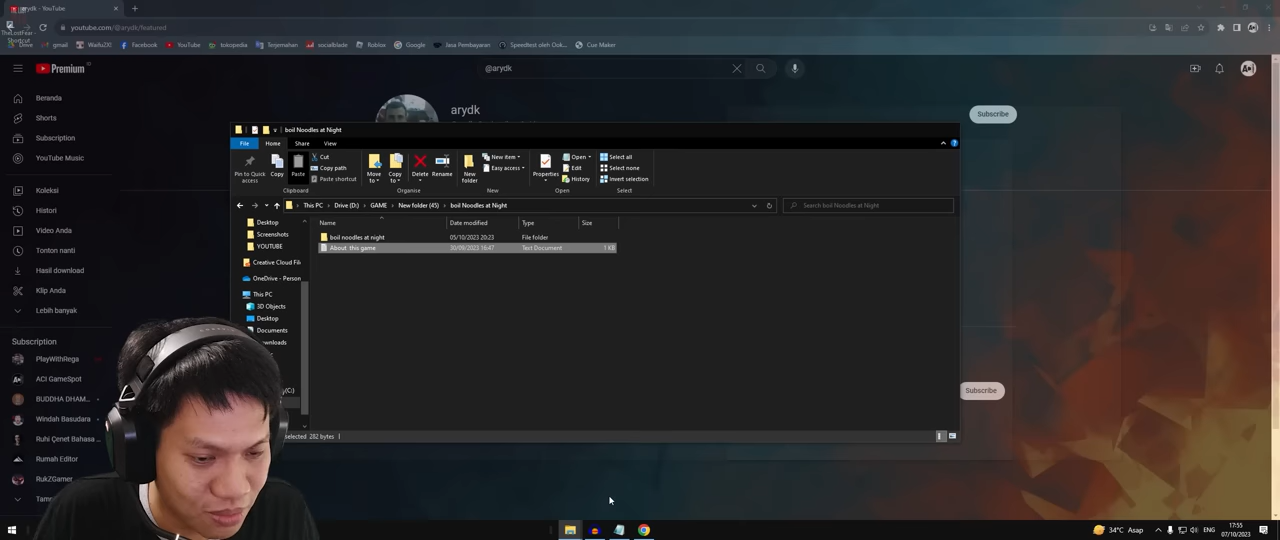 arydk - YouTube
youtube.com/@arydk/featured
TheLostFear -
Shortcut
Drive gmail Waifu2X! Facebook YouTube tokopedia Terjemahan socialblade Roblox Google Jasa Pembayaran Speedtest oleh Ook... Cue Maker
Premium ID
@arydk
Beranda
Shorts
Subscription
YouTube Music
Koleksi
Histori
Video Anda
Tonton nanti
Hasil download
Klip Anda
Lebih banyak
Subscription
PlayWithRega
ACI GameSpot
BUDDHA DHAM...
Windah Basudara
Ruhi Çenet Bahasa ...
Rumah Editor
RukZGamer
arydk
Subscribe
Subscribe
boil Noodles at Night
File Home Share View
Pin to Quick access
Copy
Paste
Cut
Copy path
Paste shortcut
Move to
Copy to
Delete
Rename
New folder
New item
Easy access
Properties
Open
Edit
History
Select all
Select none
Invert selection
Clipboard Organise New Open Select
This PC Drive (D:) GAME New folder (45) boil Noodles at Night
Search boil Noodles at Night
Name Date modified Type Size
boil noodles at night 05/10/2023 20:23 File folder
About this game 30/09/2023 16:47 Text Document 1 KB
Desktop
Screenshots
YOUTUBE
Creative Cloud File
OneDrive - Person
This PC
3D Objects
Desktop
Documents
ownloads
(C:)
selected 282 bytes
34°C Asap
ENG
17:55
07/10/2023